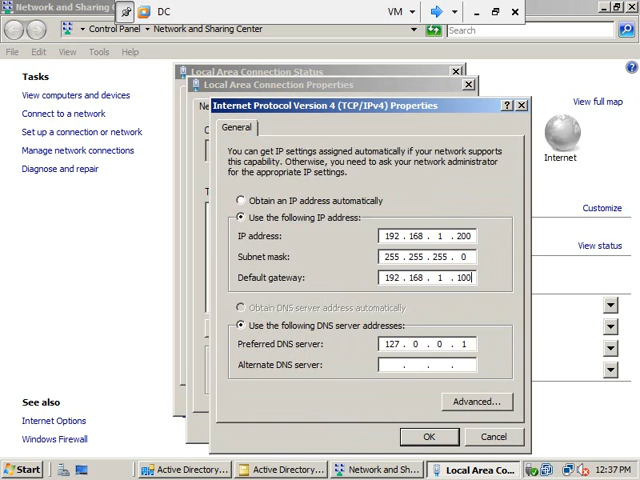 Network and Sharing Center
DC
VM
Control Panel
Network and Sharing Center
Search
File Edit View Tools Help
Tasks
View computers and devices
Connect to a network
Set up a connection or network
Manage network connections
Diagnose and repair
See also
Internet Options
Windows Firewall
View full map
Internet
Customize
View status
Local Area Connection Status
Local Area Connection Properties
Internet Protocol Version 4 (TCP/IPv4) Properties
General
You can get IP settings assigned automatically if your network supports
this capability. Otherwise, you need to ask your network administrator
for the appropriate IP settings.
Obtain an IP address automatically
Use the following IP address:
IP address: 192 . 168 . 1 . 200
Subnet mask: 255 . 255 . 255 . 0
Default gateway: 192 . 168 . 1 . 100
Obtain DNS server address automatically
Use the following DNS server addresses:
Preferred DNS server: 127 . 0 . 0 . 1
Alternate DNS server: . . .
Advanced...
OK Cancel
Start
Active Directory...
Active Directory...
Network and Sh...
Local Area Co...
12:37 PM